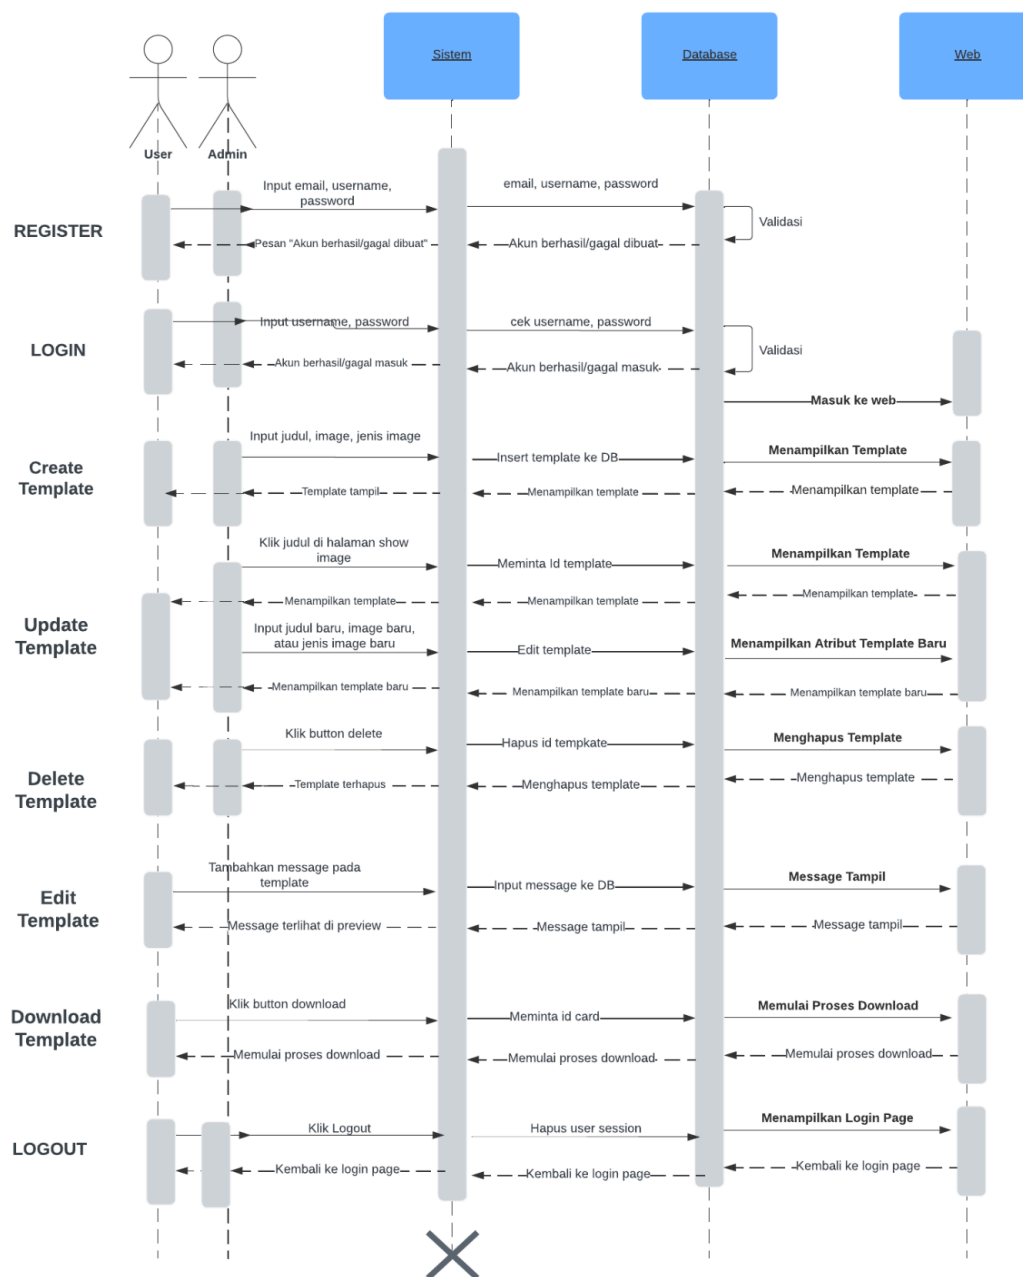 Sistem
Database
Web
User
Admin
REGISTER
Input email, username,
password
email, username, password
Validasi
Pesan "Akun berhasil/gagal dibuat"
Akun berhasil/gagal dibuat
LOGIN
Input username, password
cek username, password
Validasi
Akun berhasil/gagal masuk
Akun berhasil/gagal masuk
Masuk ke web
Create
Template
Input judul, image, jenis image
Insert template ke DB
Menampilkan Template
Template tampil
Menampilkan template
Menampilkan template
Update
Template
Klik judul di halaman show
image
Meminta Id template
Menampilkan Template
Menampilkan template
Menampilkan template
Menampilkan template
Input judul baru, image baru,
atau jenis image baru
Edit template
Menampilkan Atribut Template Baru
Menampilkan template baru
Menampilkan template baru
Menampilkan template baru
Delete
Template
Klik button delete
Hapus id tempkate
Menghapus Template
Template terhapus
Menghapus template
Menghapus template
Edit
Template
Tambahkan message pada
template
Input message ke DB
Message Tampil
Message terlihat di preview
Message tampil
Message tampil
Download
Template
Klik button download
Meminta id card
Memulai Proses Download
Memulai proses download
Memulai proses download
Memulai proses download
LOGOUT
Klik Logout
Hapus user session
Menampilkan Login Page
Kembali ke login page
Kembali ke login page
Kembali ke login page